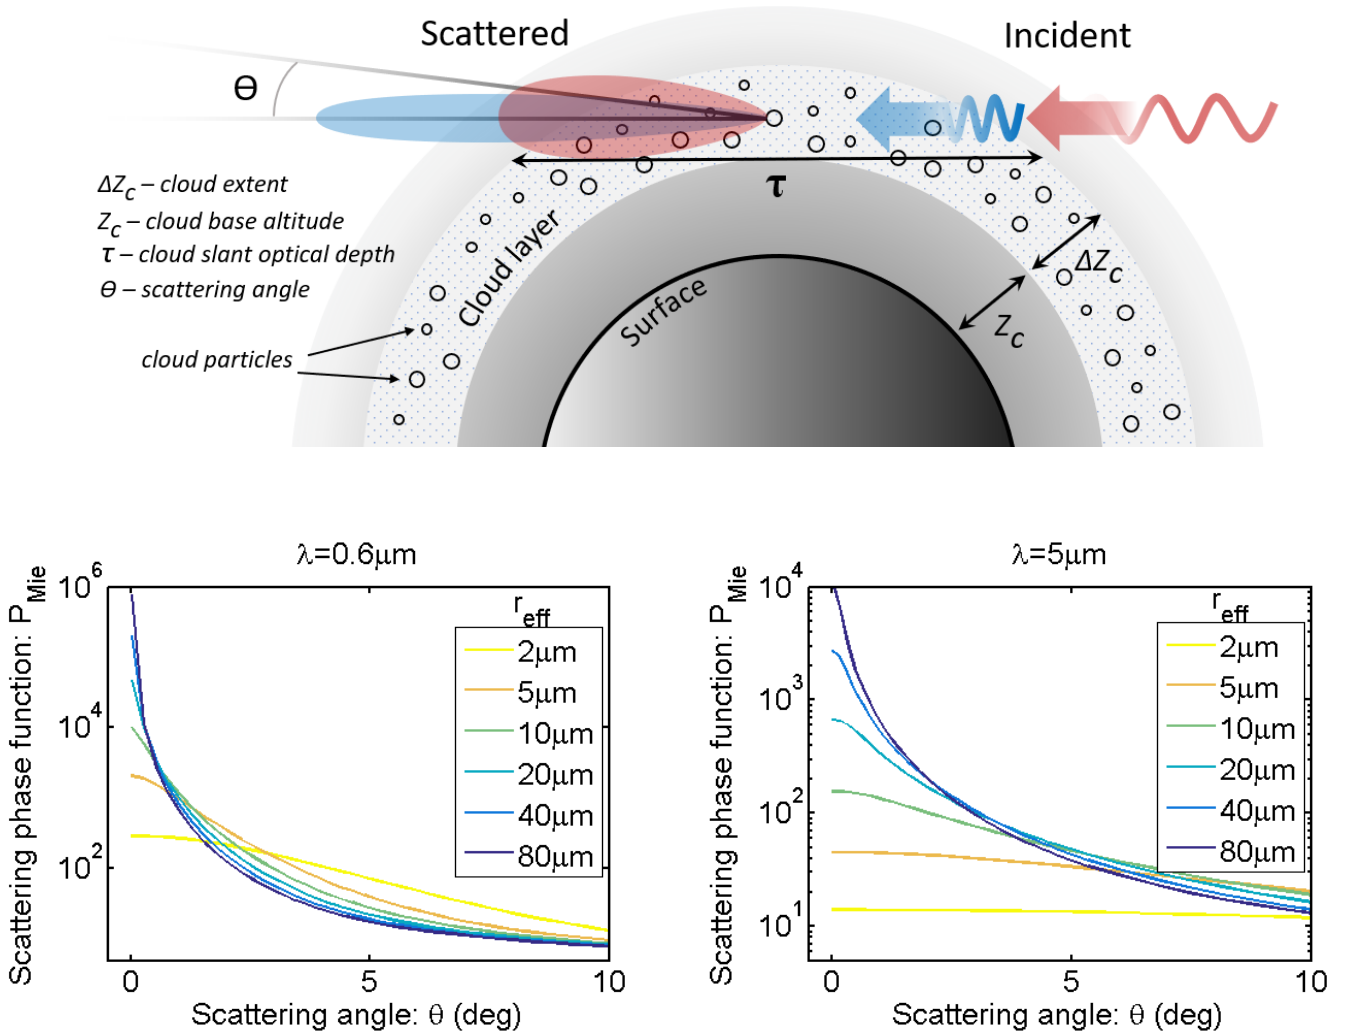 Scattered
Incident
Θ
ΔZc – cloud extent
Zc – cloud base altitude
τ – cloud slant optical depth
Θ – scattering angle
cloud particles
Cloud layer
Surface
τ
ΔZc
Zc
λ=0.6μm
Scattering phase function: PMie
10^6
10^4
10^2
reff
2μm
5μm
10μm
20μm
40μm
80μm
0
5
10
Scattering angle: θ (deg)
λ=5μm
Scattering phase function: PMie
10^4
10^3
10^2
10^1
reff
2μm
5μm
10μm
20μm
40μm
80μm
0
5
10
Scattering angle: θ (deg)